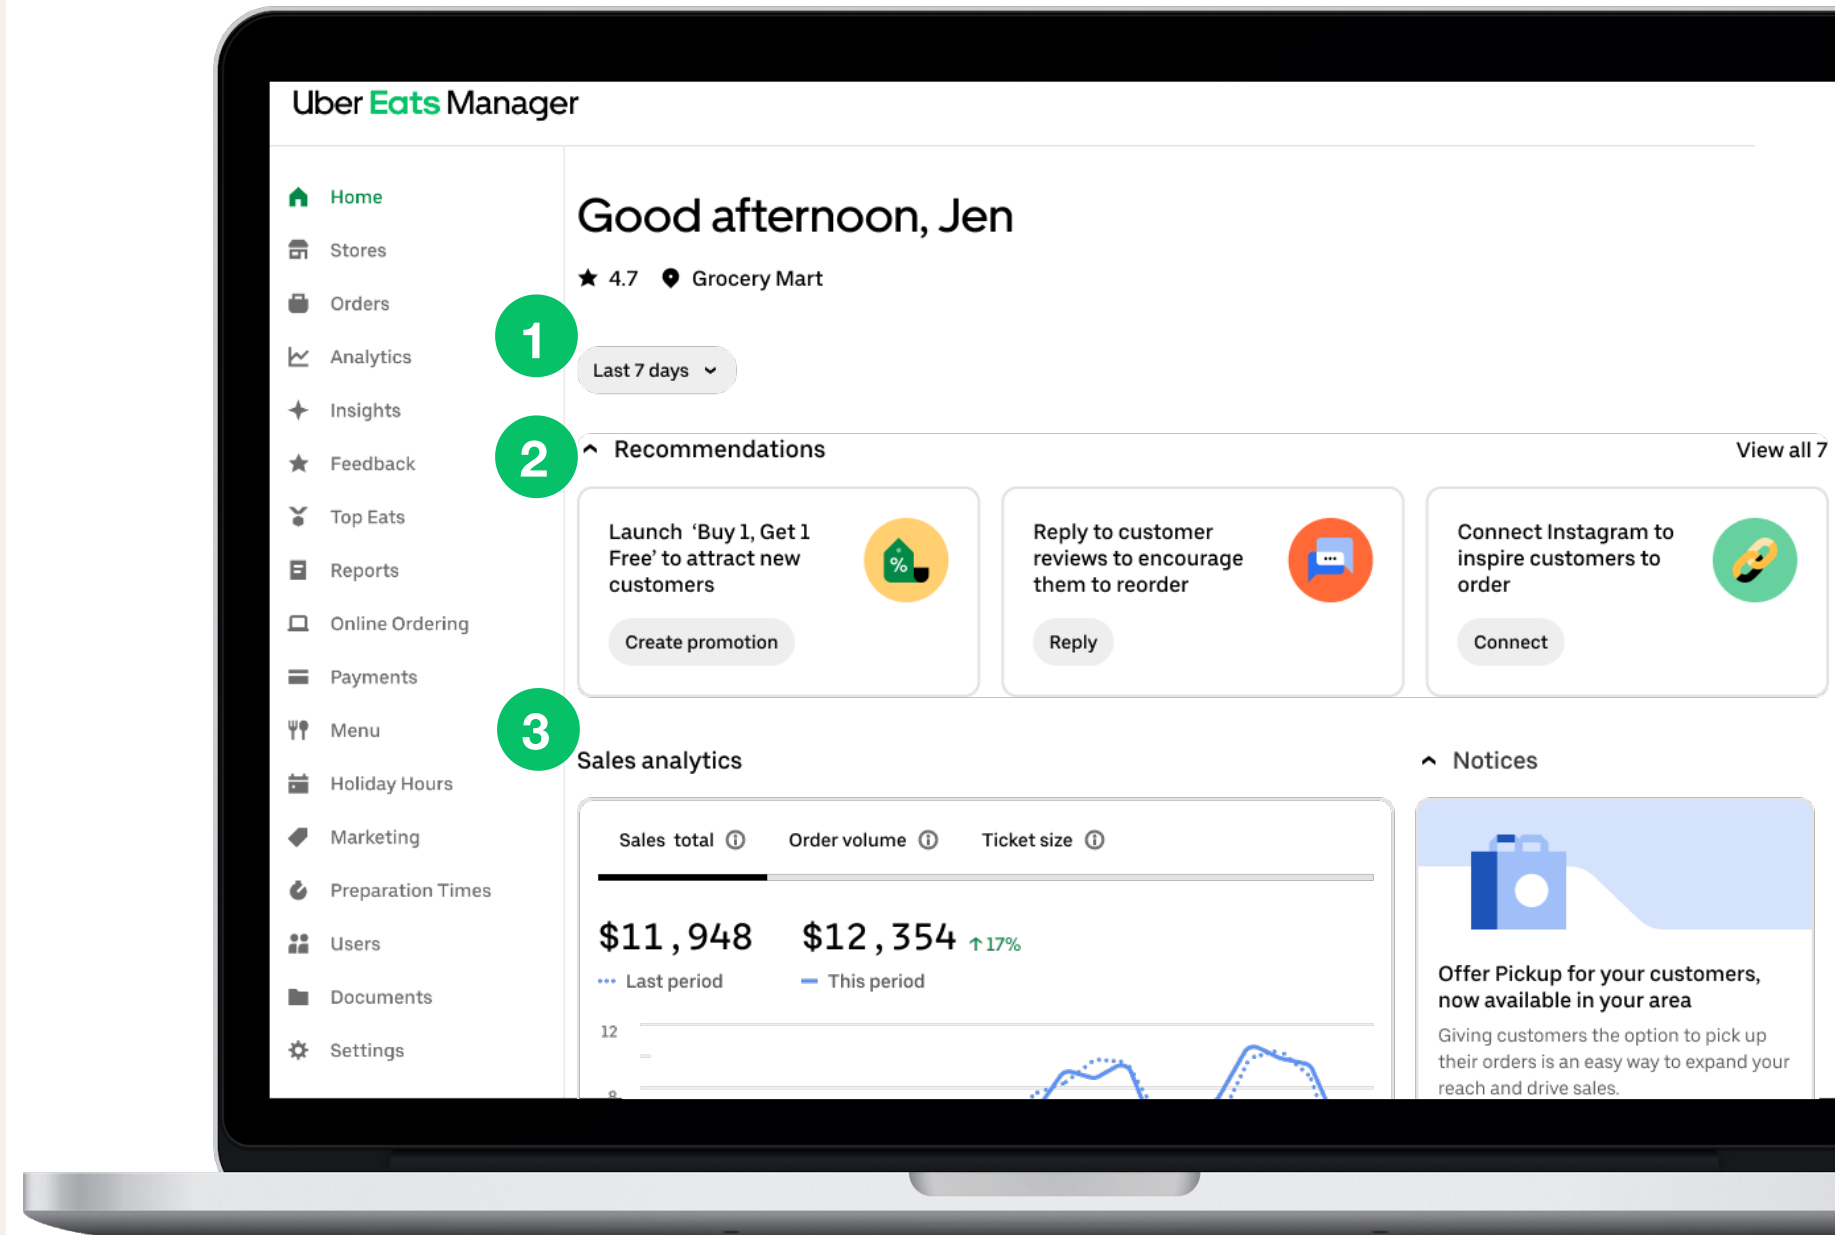 Uber Eats Manager
Home
Stores
Orders
Analytics
Insights
Feedback
Top Eats
Reports
Online Ordering
Payments
Menu
Holiday Hours
Marketing
Preparation Times
Users
Documents
Settings
Good afternoon, Jen
4.7 Grocery Mart
1
Last 7 days
2
Recommendations
View all 7
Launch ‘Buy 1, Get 1
Free’ to attract new
customers
%
Create promotion
Reply to customer
reviews to encourage
them to reorder
Reply
Connect Instagram to
inspire customers to
order
Connect
3
Sales analytics
Sales total Order volume Ticket size
$11,948 $12,354 ↑17%
Last period This period
12
8
Notices
Offer Pickup for your customers,
now available in your area
Giving customers the option to pick up
their orders is an easy way to expand your
reach and drive sales.